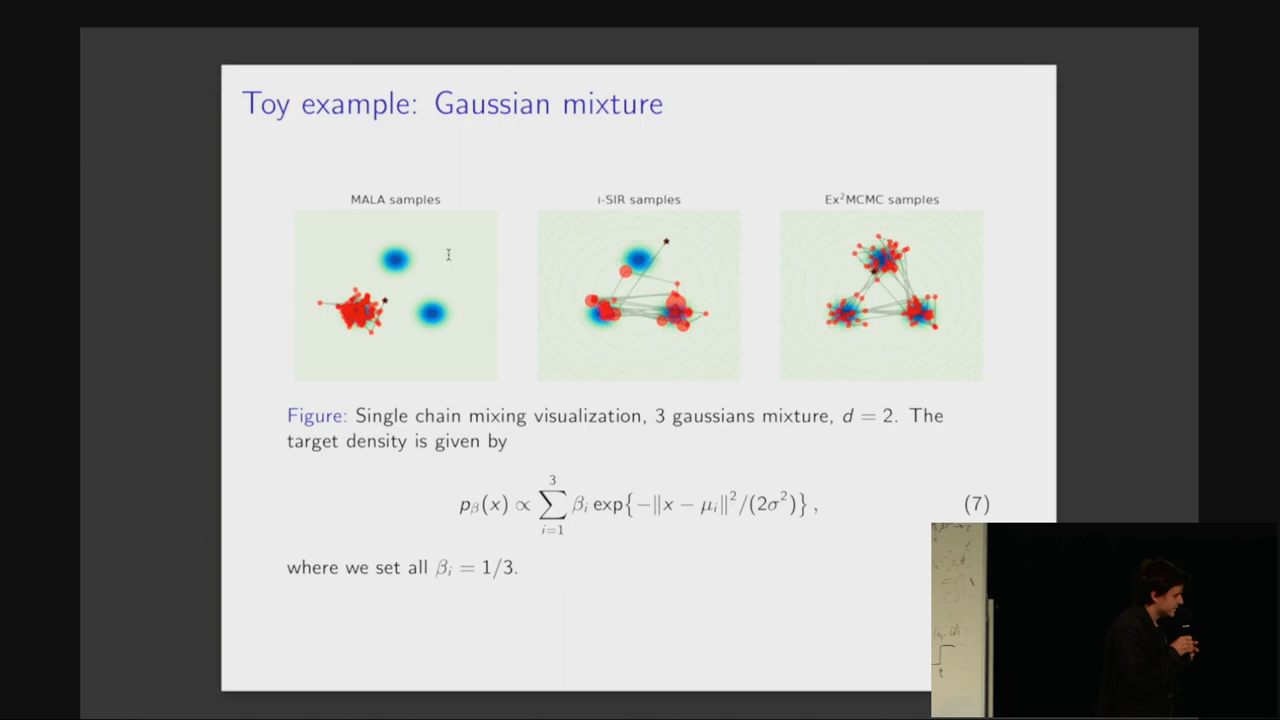 Toy example: Gaussian mixture
MALA samples
i-SIR samples
Ex²MCMC samples
Figure: Single chain mixing visualization, 3 gaussians mixture, d = 2. The
target density is given by
p_β(x) ∝ ∑_{i=1}^{3} β_i exp{−‖x − μ_i‖²/(2σ²)} , (7)
where we set all β_i = 1/3.
t